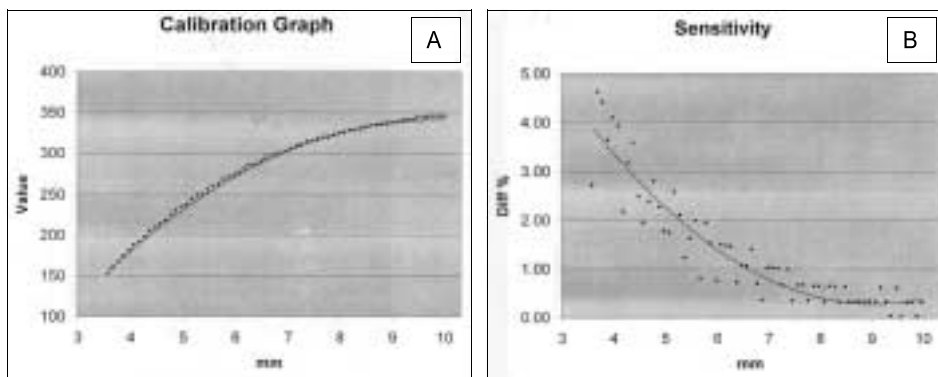 Calibration Graph
A
400
350
300
250
200
150
100
Value
3 4 5 6 7 8 9 10
mm
Sensitivity
B
5.00
4.00
3.00
2.00
1.00
0.00
Diff %
3 4 5 6 7 8 9 10
mm